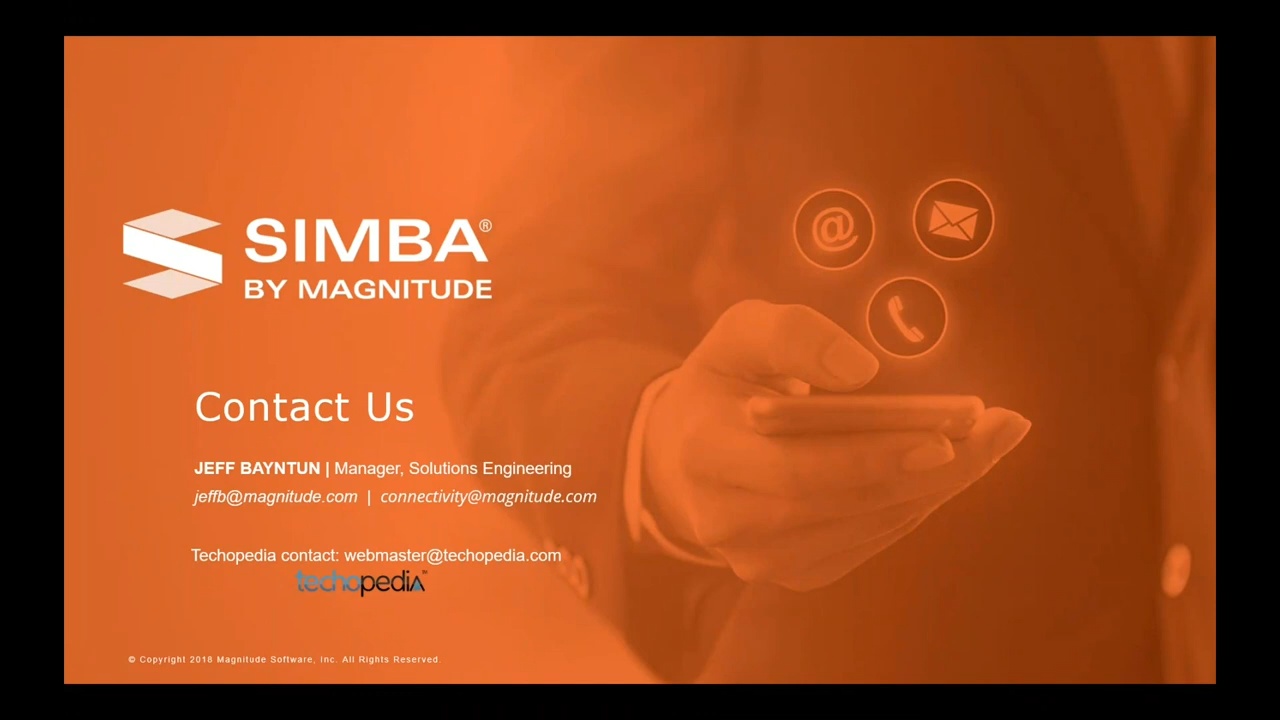 SIMBA®
BY MAGNITUDE
Contact Us
JEFF BAYNTUN | Manager, Solutions Engineering
jeffb@magnitude.com | connectivity@magnitude.com
Techopedia contact: webmaster@techopedia.com
techopedia™
© Copyright 2018 Magnitude Software, Inc. All Rights Reserved.